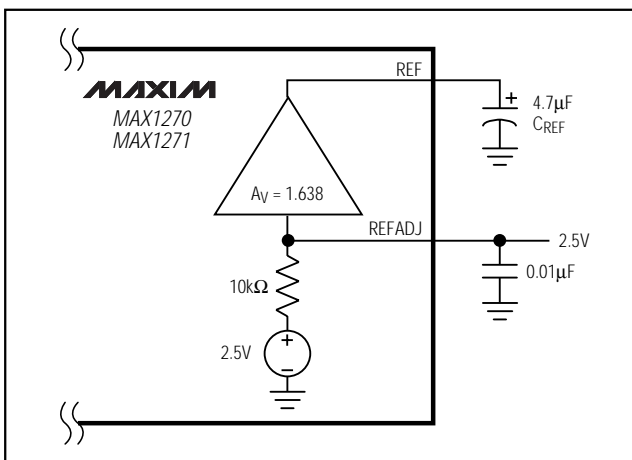 REF
MAXIM
MAX1270
MAX1271
+
4.7μF
CREF
AV = 1.638
REFADJ
2.5V
0.01μF
10kΩ
2.5V
+
−